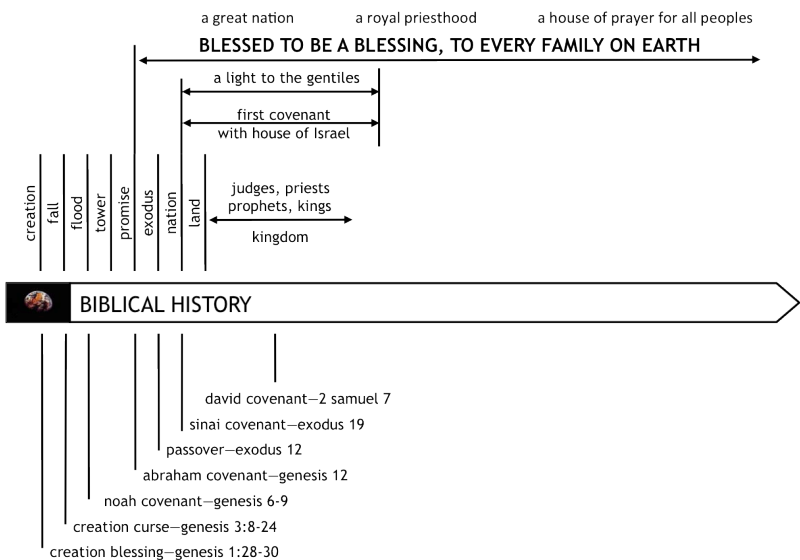 a great nation a royal priesthood a house of prayer for all peoples
BLESSED TO BE A BLESSING, TO EVERY FAMILY ON EARTH
a light to the gentiles
first covenant
with house of Israel
creation
fall
flood
tower
promise
exodus
nation
land
judges, priests
prophets, kings
kingdom
BIBLICAL HISTORY
david covenant—2 samuel 7
sinai covenant—exodus 19
passover—exodus 12
abraham covenant—genesis 12
noah covenant—genesis 6-9
creation curse—genesis 3:8-24
creation blessing—genesis 1:28-30